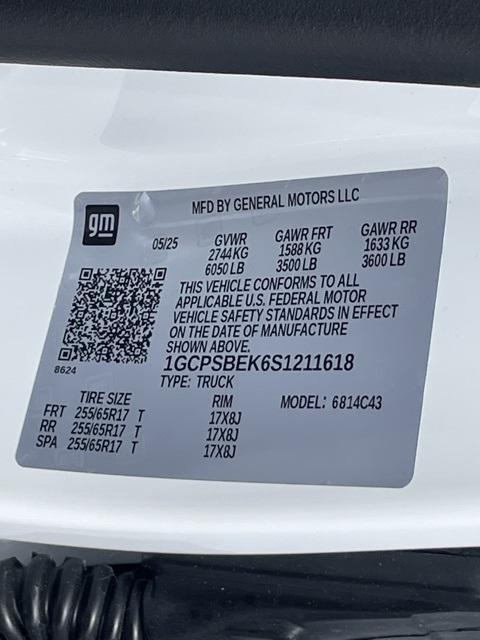 gm
MFD BY GENERAL MOTORS LLC
05/25 GVWR GAWR FRT GAWR RR
2744 KG 1588 KG 1633 KG
6050 LB 3500 LB 3600 LB
THIS VEHICLE CONFORMS TO ALL
APPLICABLE U.S. FEDERAL MOTOR
VEHICLE SAFETY STANDARDS IN EFFECT
ON THE DATE OF MANUFACTURE
SHOWN ABOVE.
8624
1GCPSBEK6S1211618
TYPE: TRUCK
TIRE SIZE RIM MODEL: 6814C43
FRT 255/65R17 T 17X8J
RR 255/65R17 T 17X8J
SPA 255/65R17 T 17X8J